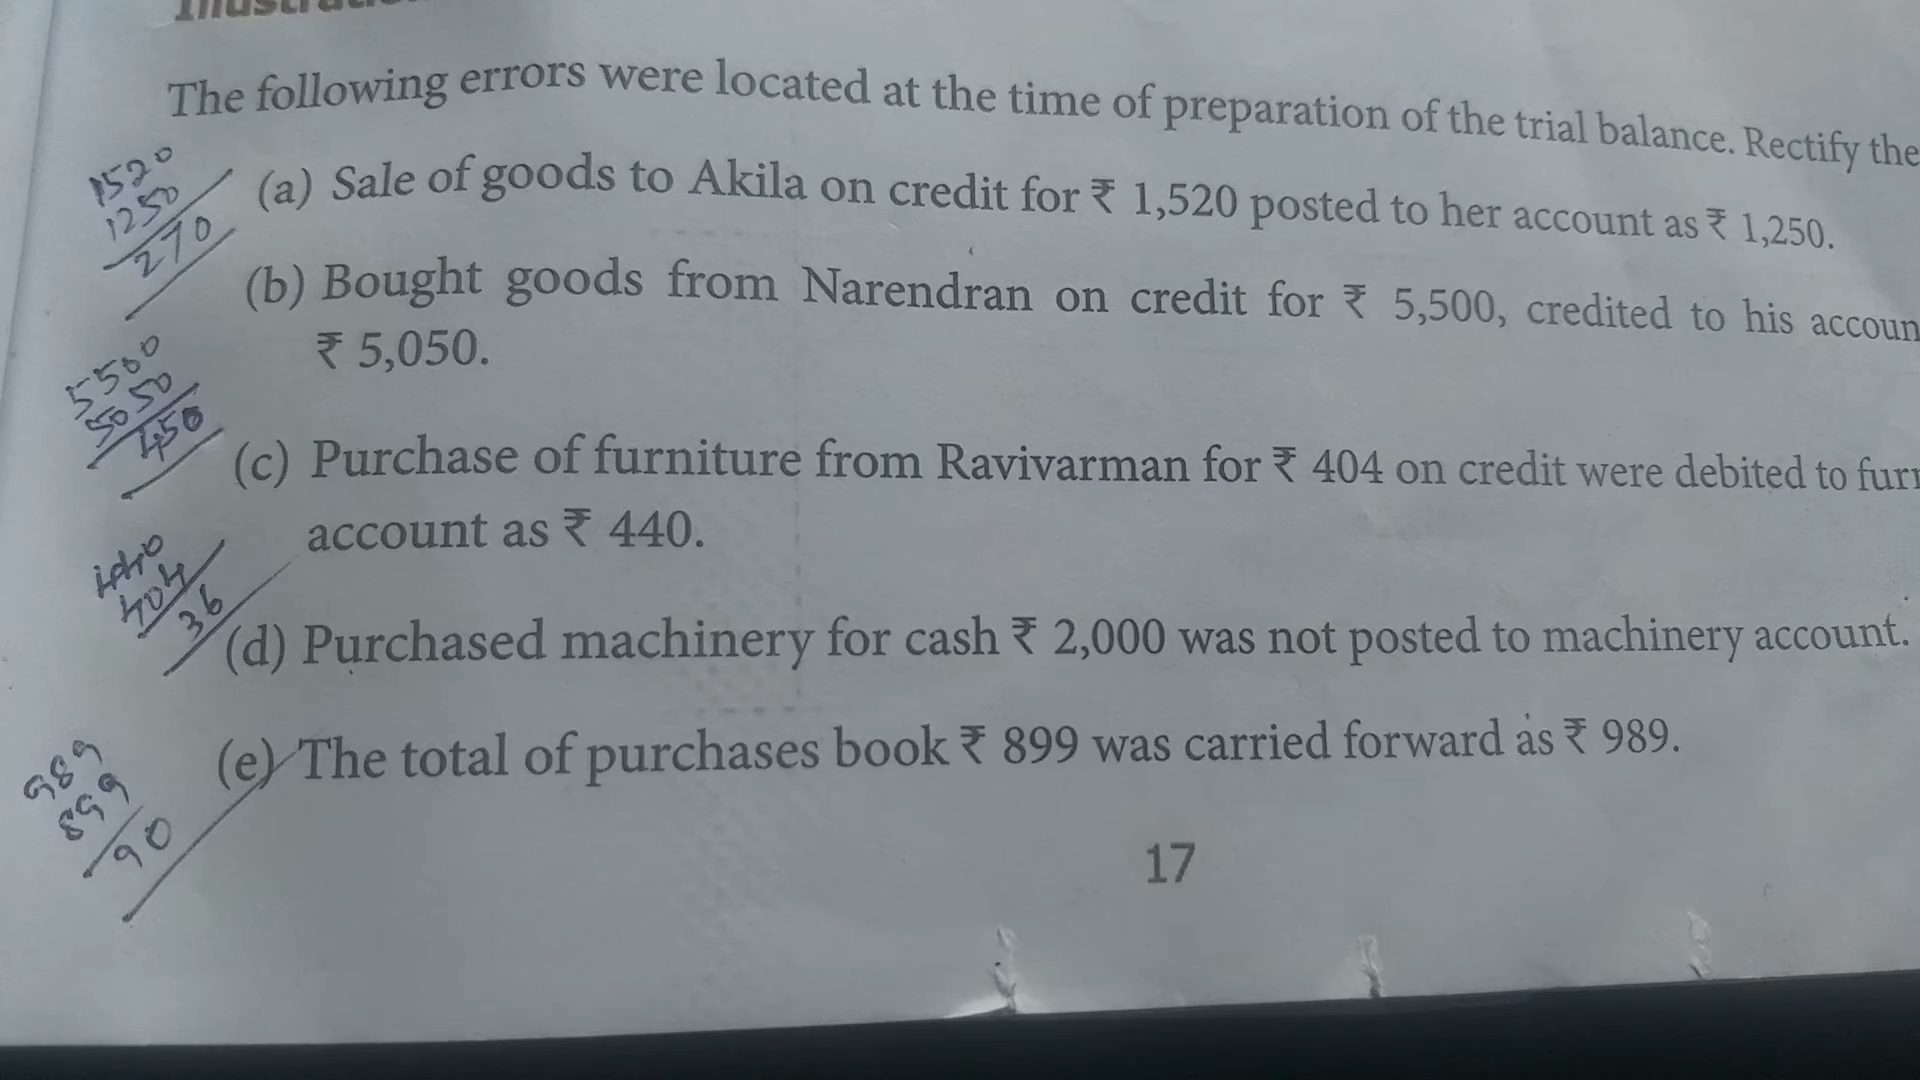 The following errors were located at the time of preparation of the trial balance. Rectify the
1520
1250
270
(a) Sale of goods to Akila on credit for ₹ 1,520 posted to her account as ₹ 1,250.
(b) Bought goods from Narendran on credit for ₹ 5,500, credited to his accoun
₹ 5,050.
5500
5050
450
(c) Purchase of furniture from Ravivarman for ₹ 404 on credit were debited to fur
account as ₹ 440.
440
404
36
(d) Purchased machinery for cash ₹ 2,000 was not posted to machinery account.
(e) The total of purchases book ₹ 899 was carried forward as ₹ 989.
989
899
90
17